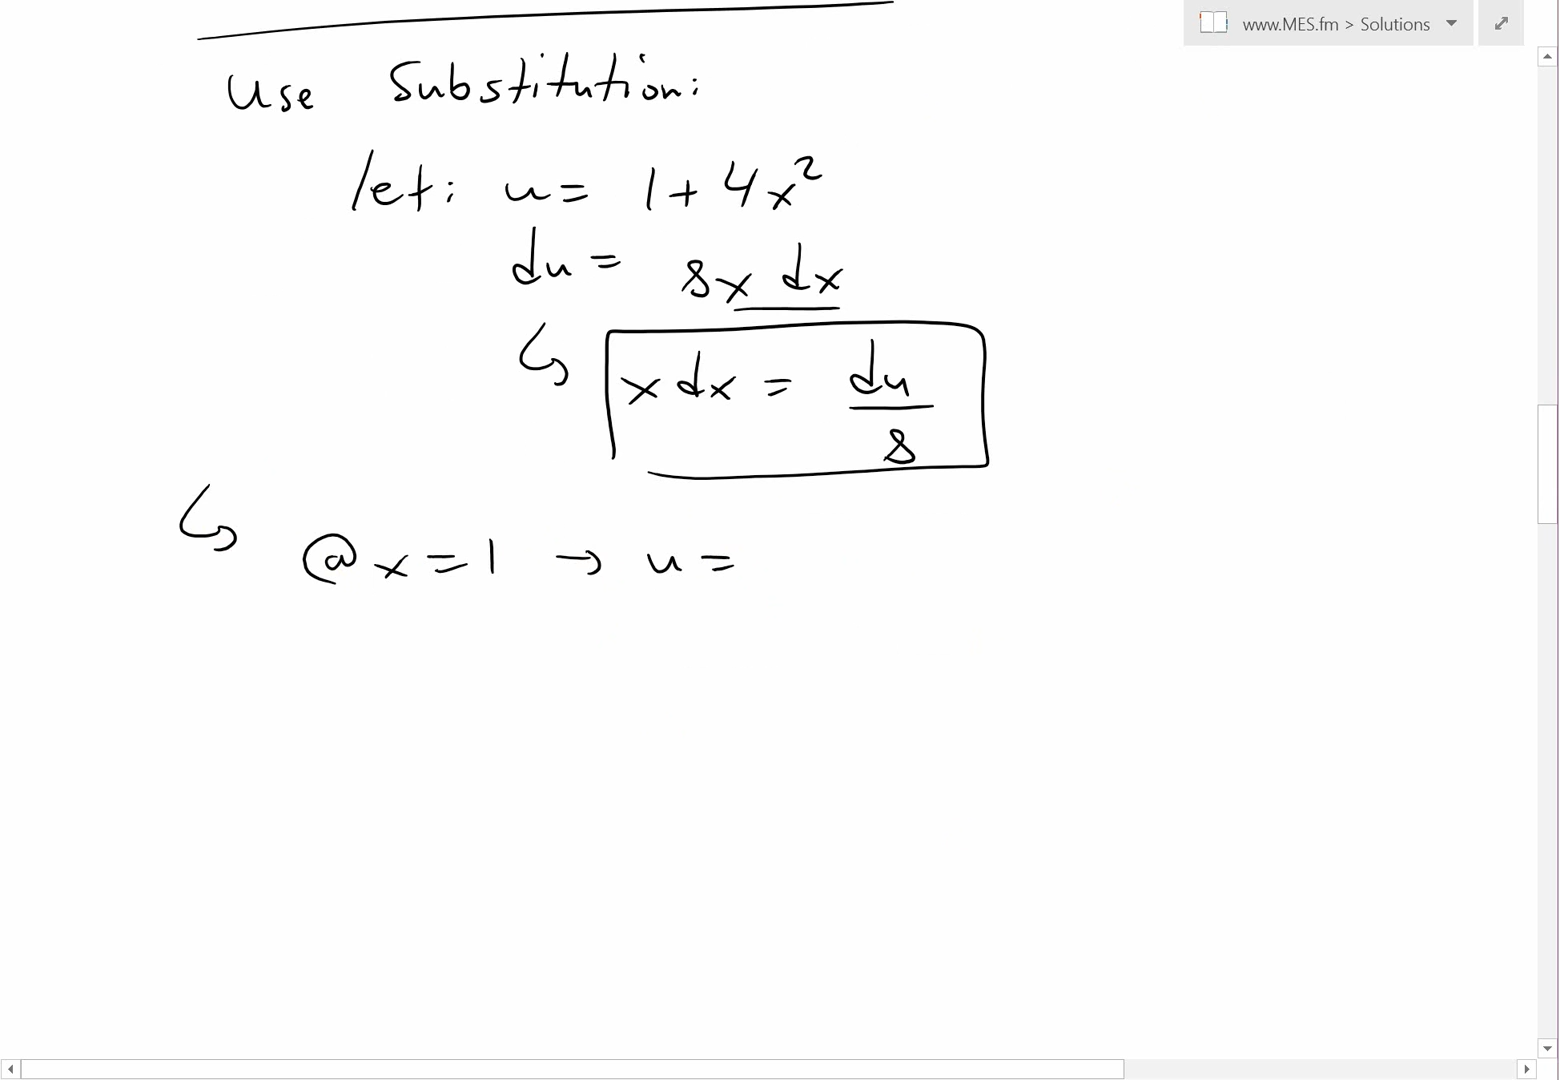 www.MES.fm > Solutions
Use Substitution:
let: u = 1 + 4x²
du = 8x dx
x dx = du/8
@ x = 1 → u =